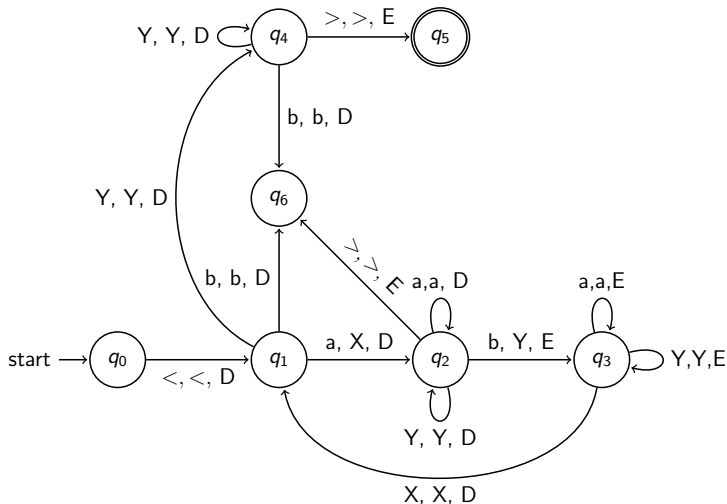 Y, Y, D
q4
>, >, E
q5
b, b, D
Y, Y, D
q6
b, b, D
>, >, E
a,a, D
a,a,E
start
q0
<, <, D
q1
a, X, D
q2
b, Y, E
q3
Y,Y,E
Y, Y, D
X, X, D